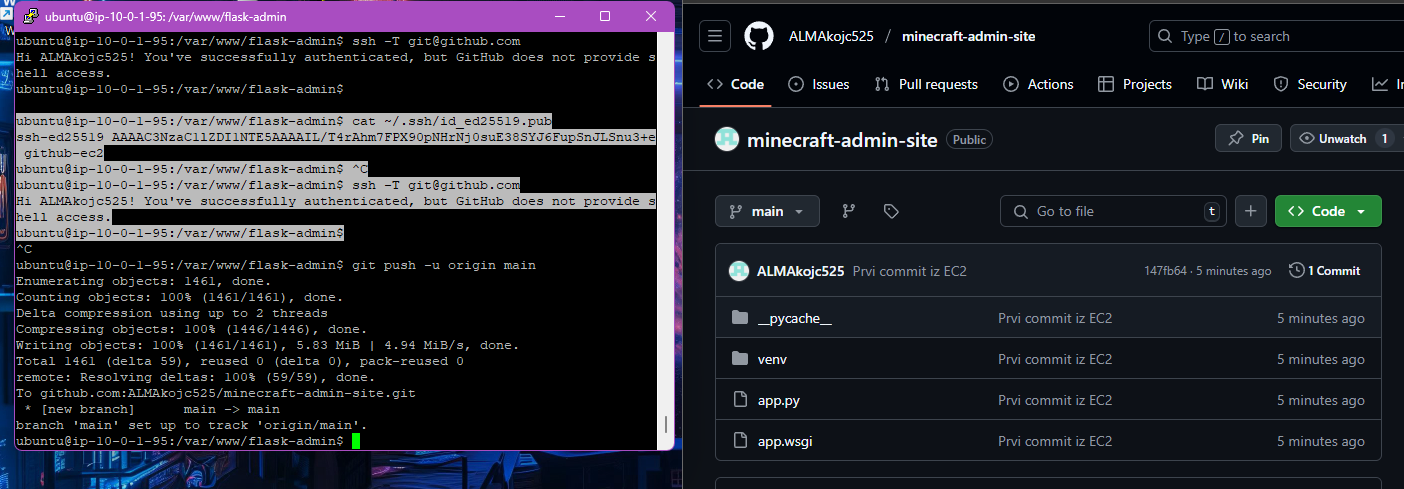 ubuntu@ip-10-0-1-95: /var/www/flask-admin
ubuntu@ip-10-0-1-95:/var/www/flask-admin$ ssh -T git@github.com
Hi ALMAkojc525! You've successfully authenticated, but GitHub does not provide s
hell access.
ubuntu@ip-10-0-1-95:/var/www/flask-admin$
ubuntu@ip-10-0-1-95:/var/www/flask-admin$ cat ~/.ssh/id_ed25519.pub
ssh-ed25519 AAAAC3NzaC1lZDI1NTE5AAAAIL/T4rAhm7FPX90pNHrNj0suE38SYJ6FupSnJLSnu3+e
github-ec2
ubuntu@ip-10-0-1-95:/var/www/flask-admin$ ^C
ubuntu@ip-10-0-1-95:/var/www/flask-admin$ ssh -T git@github.com
Hi ALMAkojc525! You've successfully authenticated, but GitHub does not provide s
hell access.
ubuntu@ip-10-0-1-95:/var/www/flask-admin$
^C
ubuntu@ip-10-0-1-95:/var/www/flask-admin$ git push -u origin main
Enumerating objects: 1461, done.
Counting objects: 100% (1461/1461), done.
Delta compression using up to 2 threads
Compressing objects: 100% (1446/1446), done.
Writing objects: 100% (1461/1461), 5.83 MiB | 4.94 MiB/s, done.
Total 1461 (delta 59), reused 0 (delta 0), pack-reused 0
remote: Resolving deltas: 100% (59/59), done.
To github.com:ALMAkojc525/minecraft-admin-site.git
 * [new branch]      main -> main
branch 'main' set up to track 'origin/main'.
ubuntu@ip-10-0-1-95:/var/www/flask-admin$
ALMAkojc525 / minecraft-admin-site
Type / to search
Code Issues Pull requests Actions Projects Wiki Security
minecraft-admin-site Public Pin Unwatch 1
main Go to file t + Code
ALMAkojc525 Prvi commit iz EC2 147fb64 · 5 minutes ago 1 Commit
__pycache__ Prvi commit iz EC2 5 minutes ago
venv Prvi commit iz EC2 5 minutes ago
app.py Prvi commit iz EC2 5 minutes ago
app.wsgi Prvi commit iz EC2 5 minutes ago